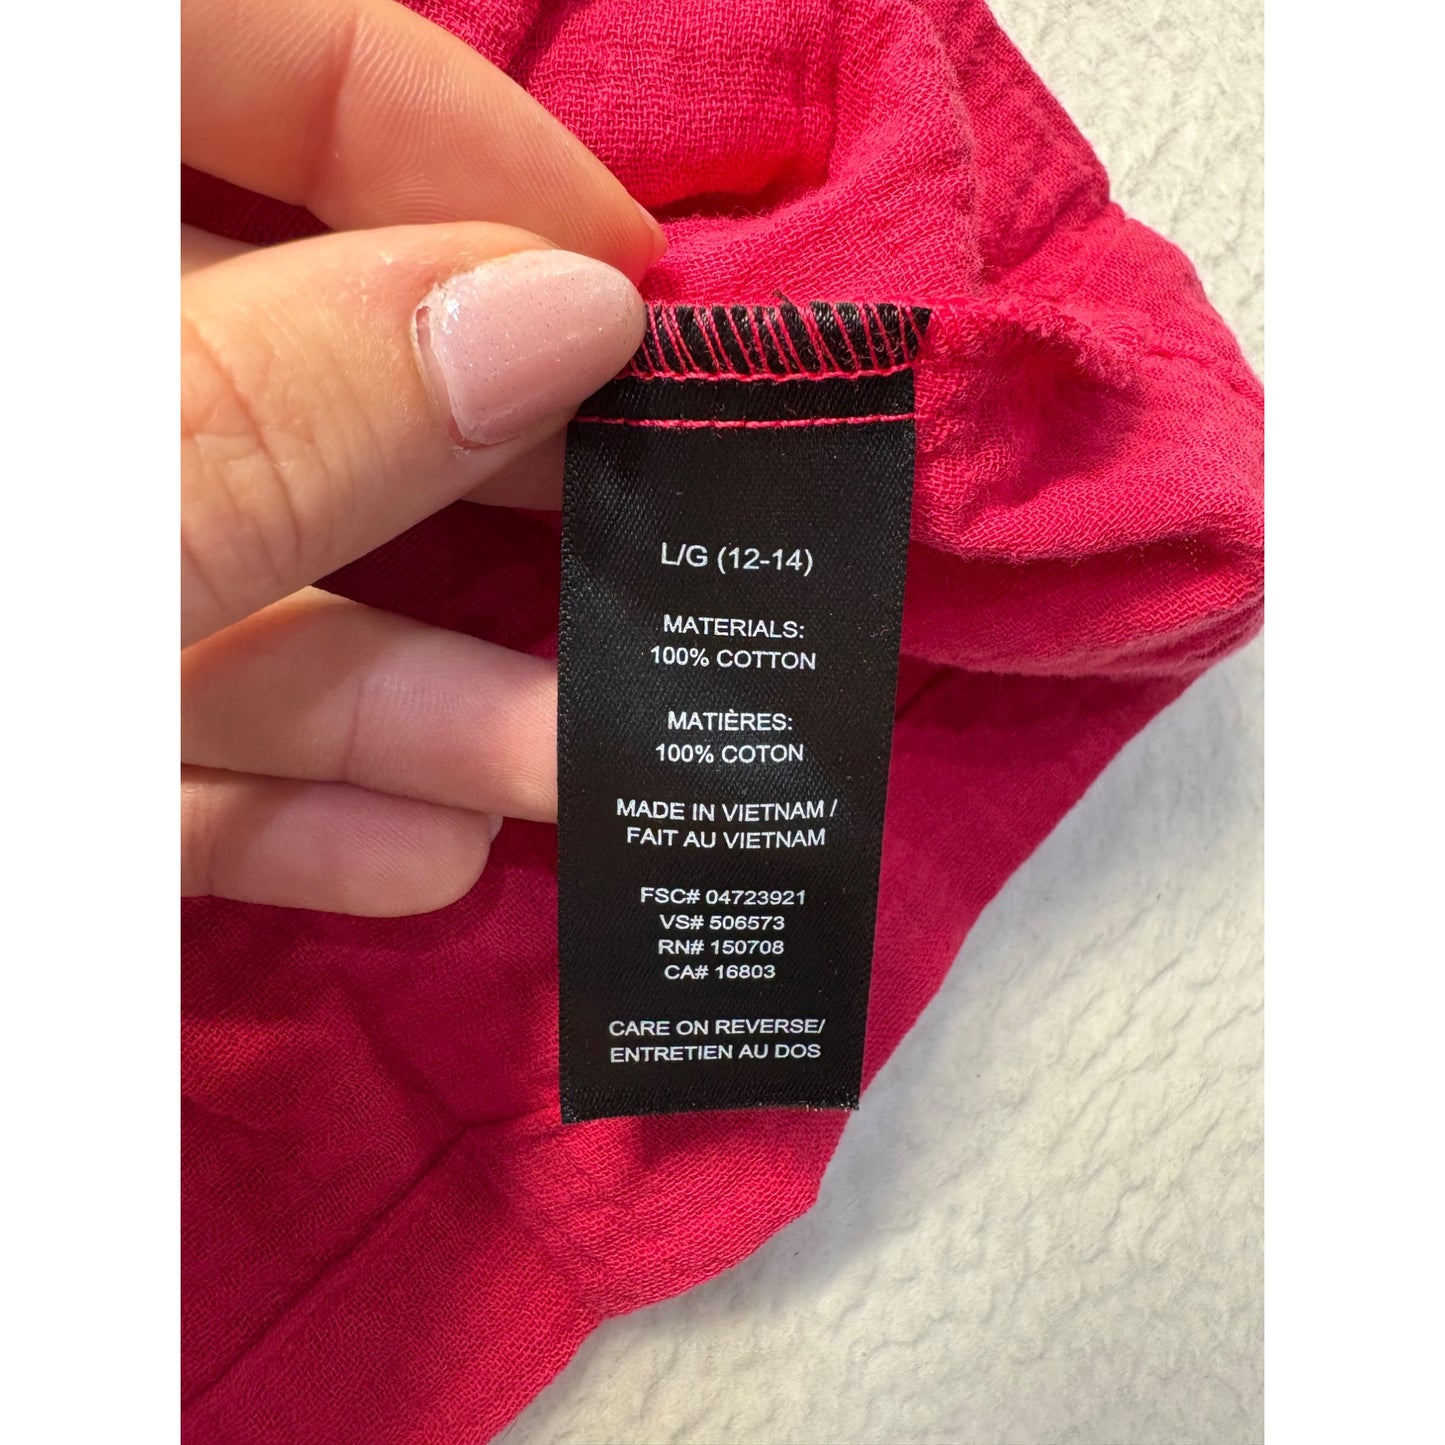 L/G (12-14)
MATERIALS:
100% COTTON
MATIÈRES:
100% COTON
MADE IN VIETNAM /
FAIT AU VIETNAM
FSC# 04723921
VS# 506573
RN# 150708
CA# 16803
CARE ON REVERSE/
ENTRETIEN AU DOS